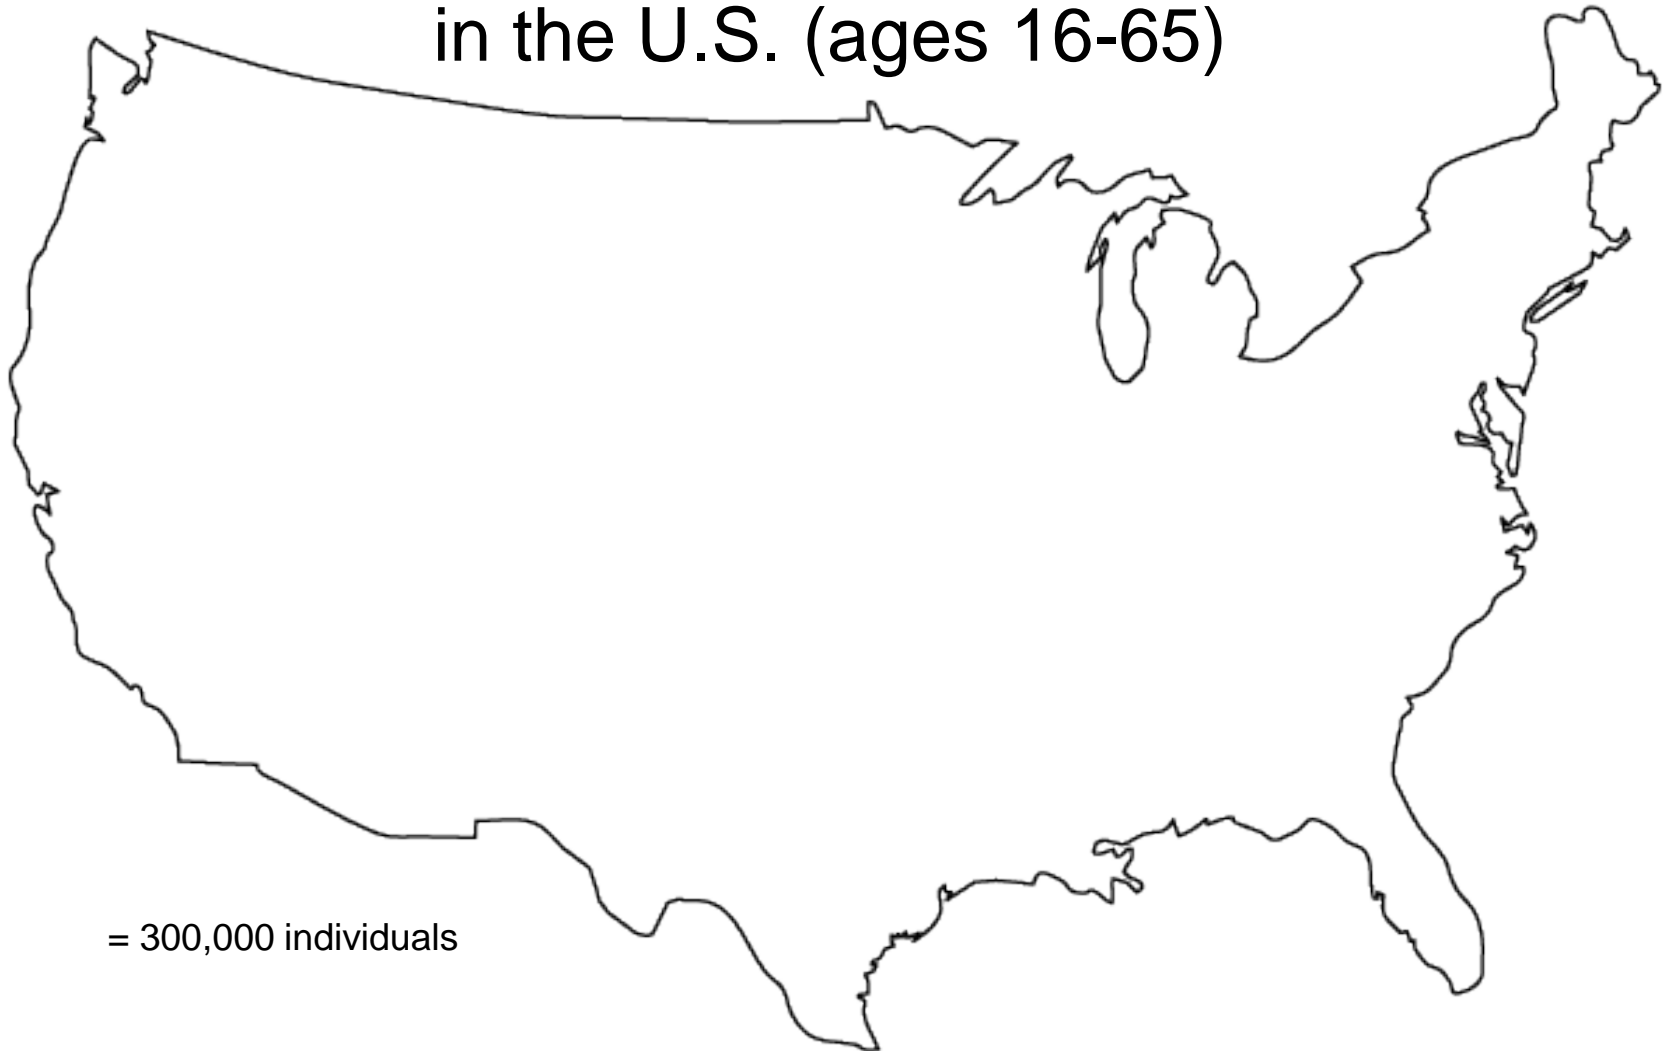 in the U.S. (ages 16-65)
= 300,000 individuals